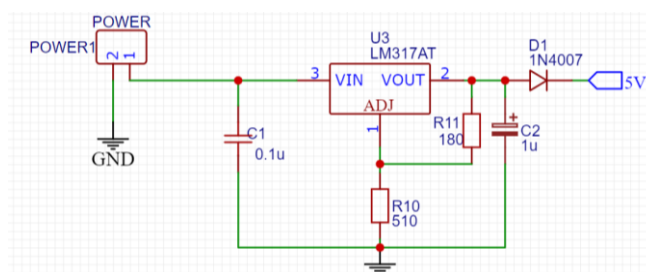 POWER
POWER1
2 1
GND
C1
0.1u
U3
LM317AT
3
VIN VOUT
2
ADJ
1
R11
180
R10
510
C2
1u
+
D1
1N4007
5V